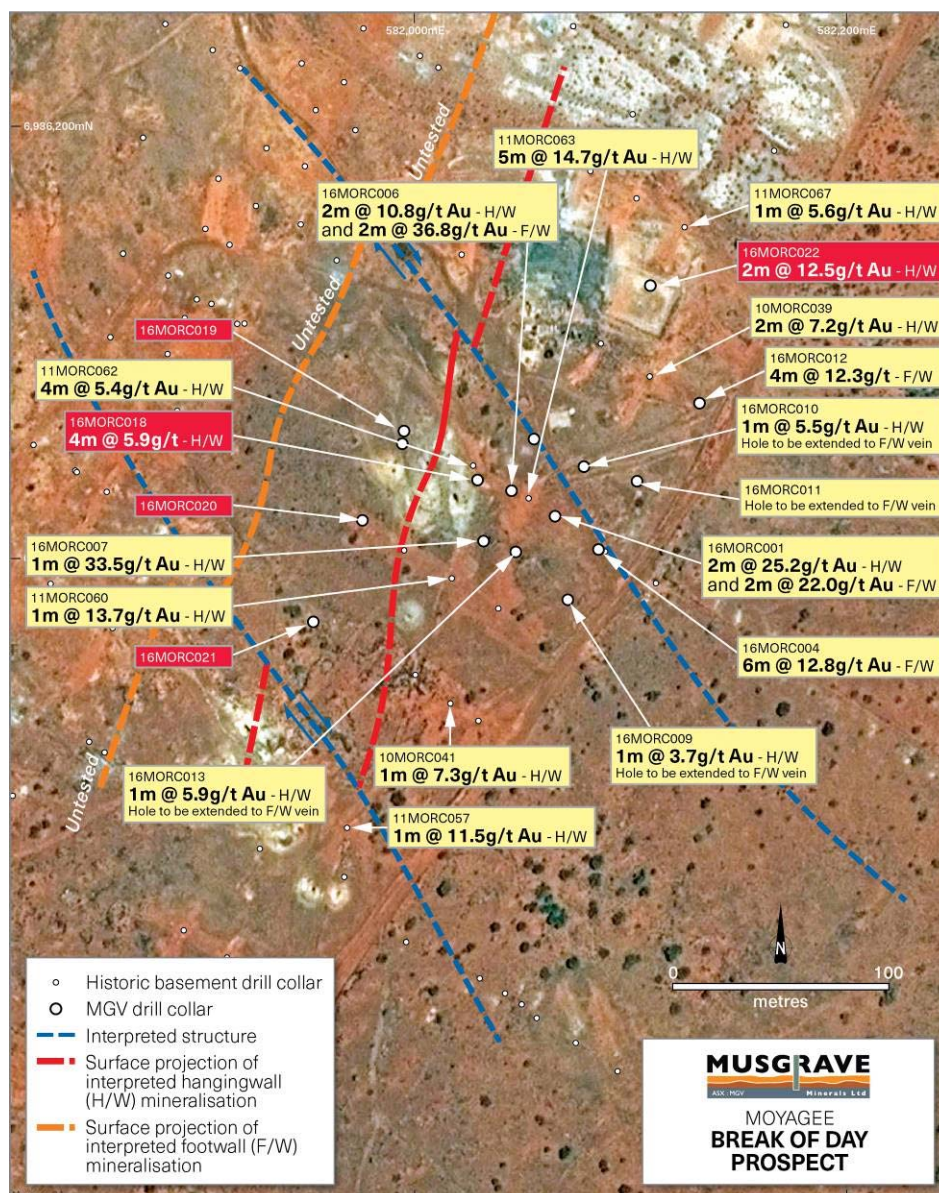 582,000mE
582,200mE
6,986,200mN
Untested
11MORC063
5m @ 14.7g/t Au - H/W
16MORC006
2m @ 10.8g/t Au - H/W
and 2m @ 36.8g/t Au - F/W
11MORC067
1m @ 5.6g/t Au - H/W
16MORC022
2m @ 12.5g/t Au - H/W
Untested
10MORC039
2m @ 7.2g/t Au - H/W
16MORC019
16MORC012
4m @ 12.3g/t - F/W
11MORC062
4m @ 5.4g/t Au - H/W
16MORC010
1m @ 5.5g/t Au - H/W
Hole to be extended to F/W vein
16MORC018
4m @ 5.9g/t - H/W
16MORC011
Hole to be extended to F/W vein
16MORC020
16MORC007
1m @ 33.5g/t Au - H/W
16MORC001
2m @ 25.2g/t Au - H/W
and 2m @ 22.0g/t Au - F/W
11MORC060
1m @ 13.7g/t Au - H/W
16MORC021
16MORC004
6m @ 12.8g/t Au - F/W
16MORC009
1m @ 3.7g/t Au - H/W
Hole to be extended to F/W vein
16MORC013
1m @ 5.9g/t Au - H/W
Hole to be extended to F/W vein
10MORC041
1m @ 7.3g/t Au - H/W
Untested
11MORC057
1m @ 11.5g/t Au - H/W
N
0 100
metres
Historic basement drill collar
MGV drill collar
Interpreted structure
Surface projection of
interpreted hangingwall
(H/W) mineralisation
Surface projection of
interpreted footwall (F/W)
mineralisation
MUSGRAVE
ASX : MGV Minerals Ltd
MOYAGEE
BREAK OF DAY
PROSPECT